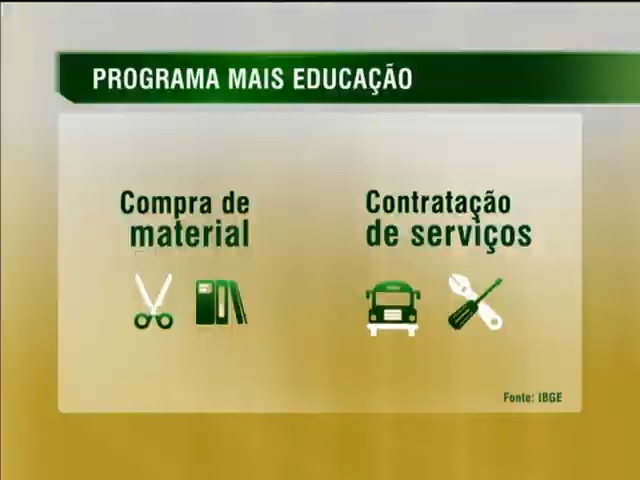 PROGRAMA MAIS EDUCAÇÃO
Compra de
material
Contratação
de serviços
Fonte: IBGE